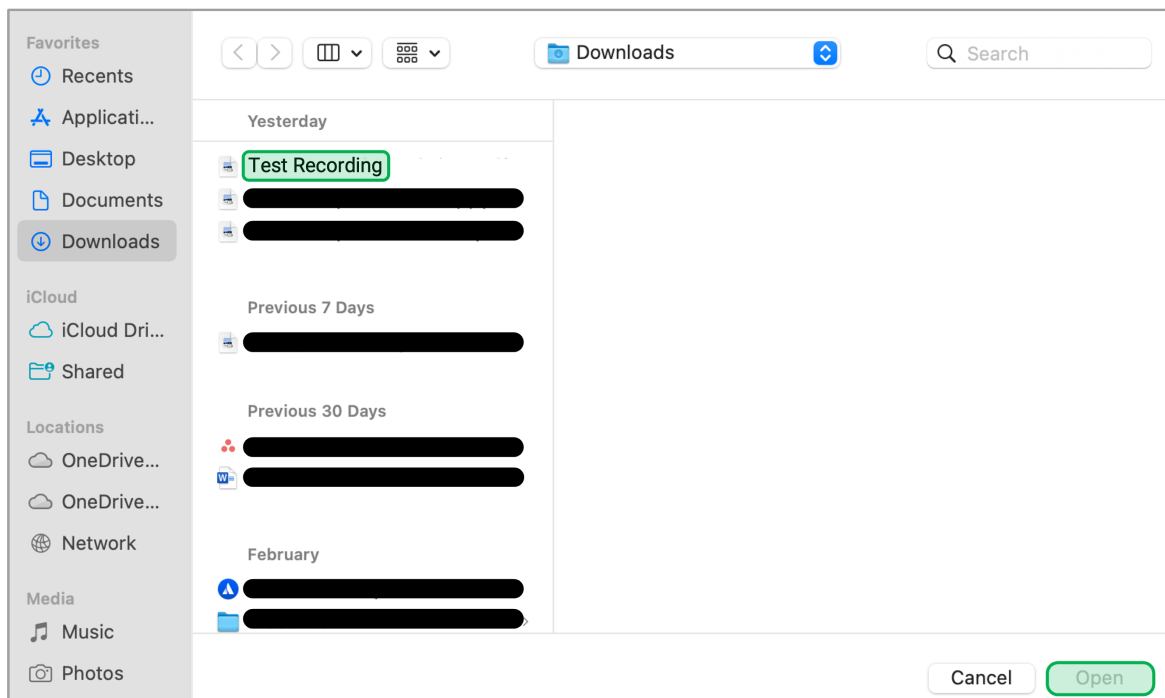 Favorites
Recents
Applicati...
Desktop
Documents
Downloads
iCloud
iCloud Dri...
Shared
Locations
OneDrive...
OneDrive...
Network
Media
Music
Photos
Downloads
Search
Yesterday
Test Recording
Previous 7 Days
Previous 30 Days
W
February
Cancel
Open